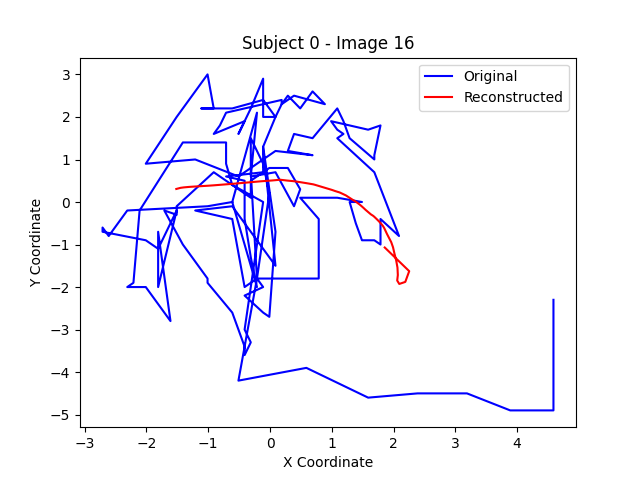 Subject 0 - Image 16
Original
Reconstructed
3
2
1
0
−1
−2
−3
−4
−5
Y Coordinate
−3 −2 −1 0 1 2 3 4
X Coordinate